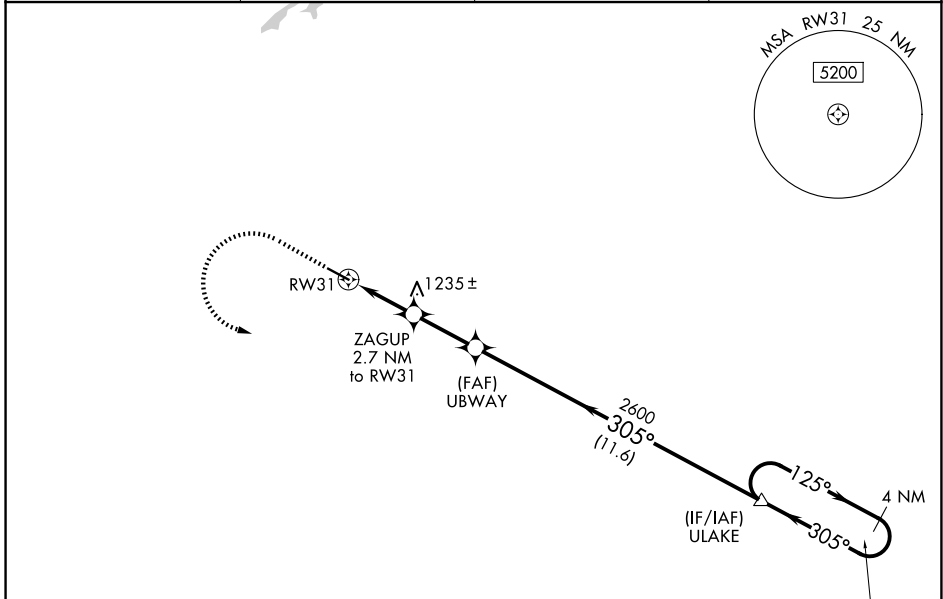 MSA RW31 25 NM
5200
RW31
1235±
ZAGUP
2.7 NM
to RW31
(FAF)
UBWAY
2600
305°
(11.6)
125°
4 NM
(IF/IAF)
ULAKE
305°